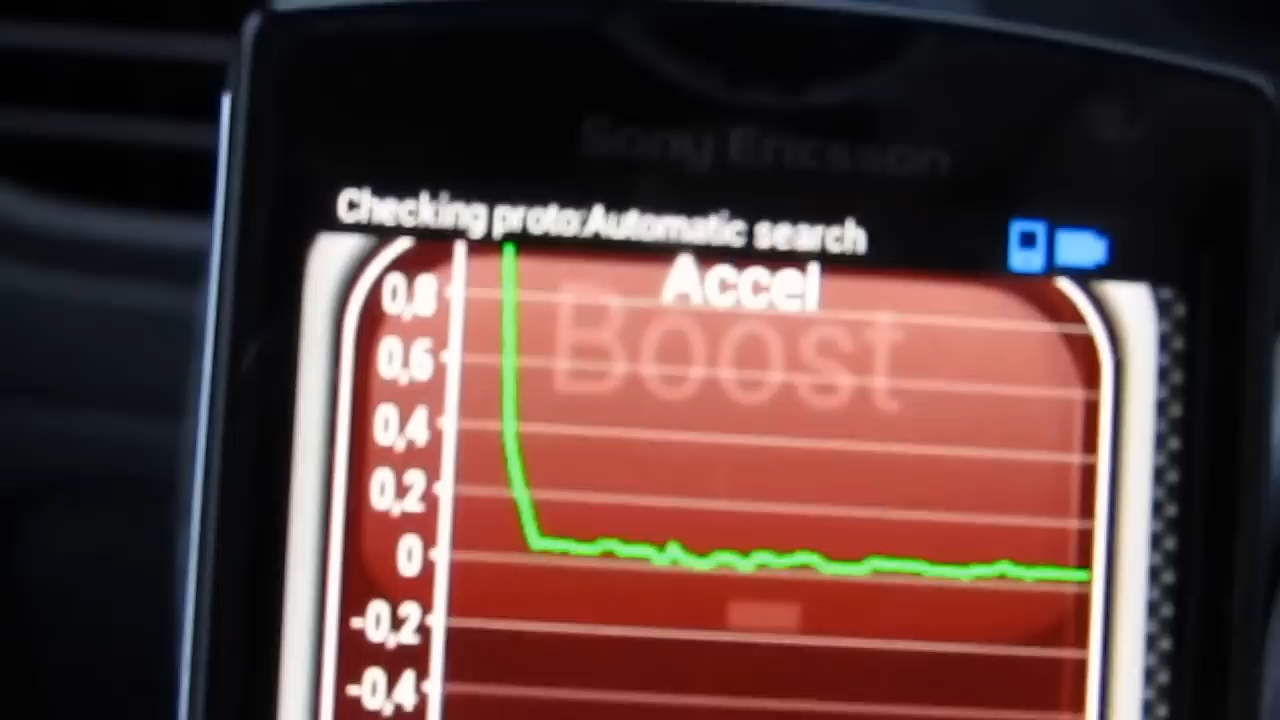 Sony Ericsson
Checking proto:Automatic search
Accel
Boost
0,8
0,6
0,4
0,2
0
-0,2
-0,4